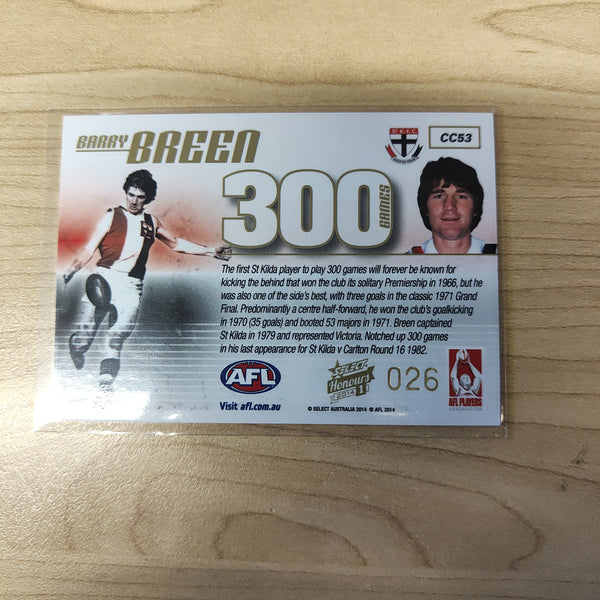 BARRY BREEN
ST K.F.C.
CC53
300
GAMES
The first St Kilda player to play 300 games will forever be known for
kicking the behind that won the club its solitary Premiership in 1966, but he
was also one of the side's best, with three goals in the classic 1971 Grand
Final. Predominantly a centre half-forward, he won the club's goalkicking
in 1970 (35 goals) and booted 53 majors in 1971. Breen captained
St Kilda in 1979 and represented Victoria. Notched up 300 games
in his last appearance for St Kilda v Carlton Round 16 1982.
AFL
Visit afl.com.au
SELECT
Honours
2014 1
026
AFL PLAYERS
ASSOCIATION
© SELECT AUSTRALIA 2014 © AFL 2014